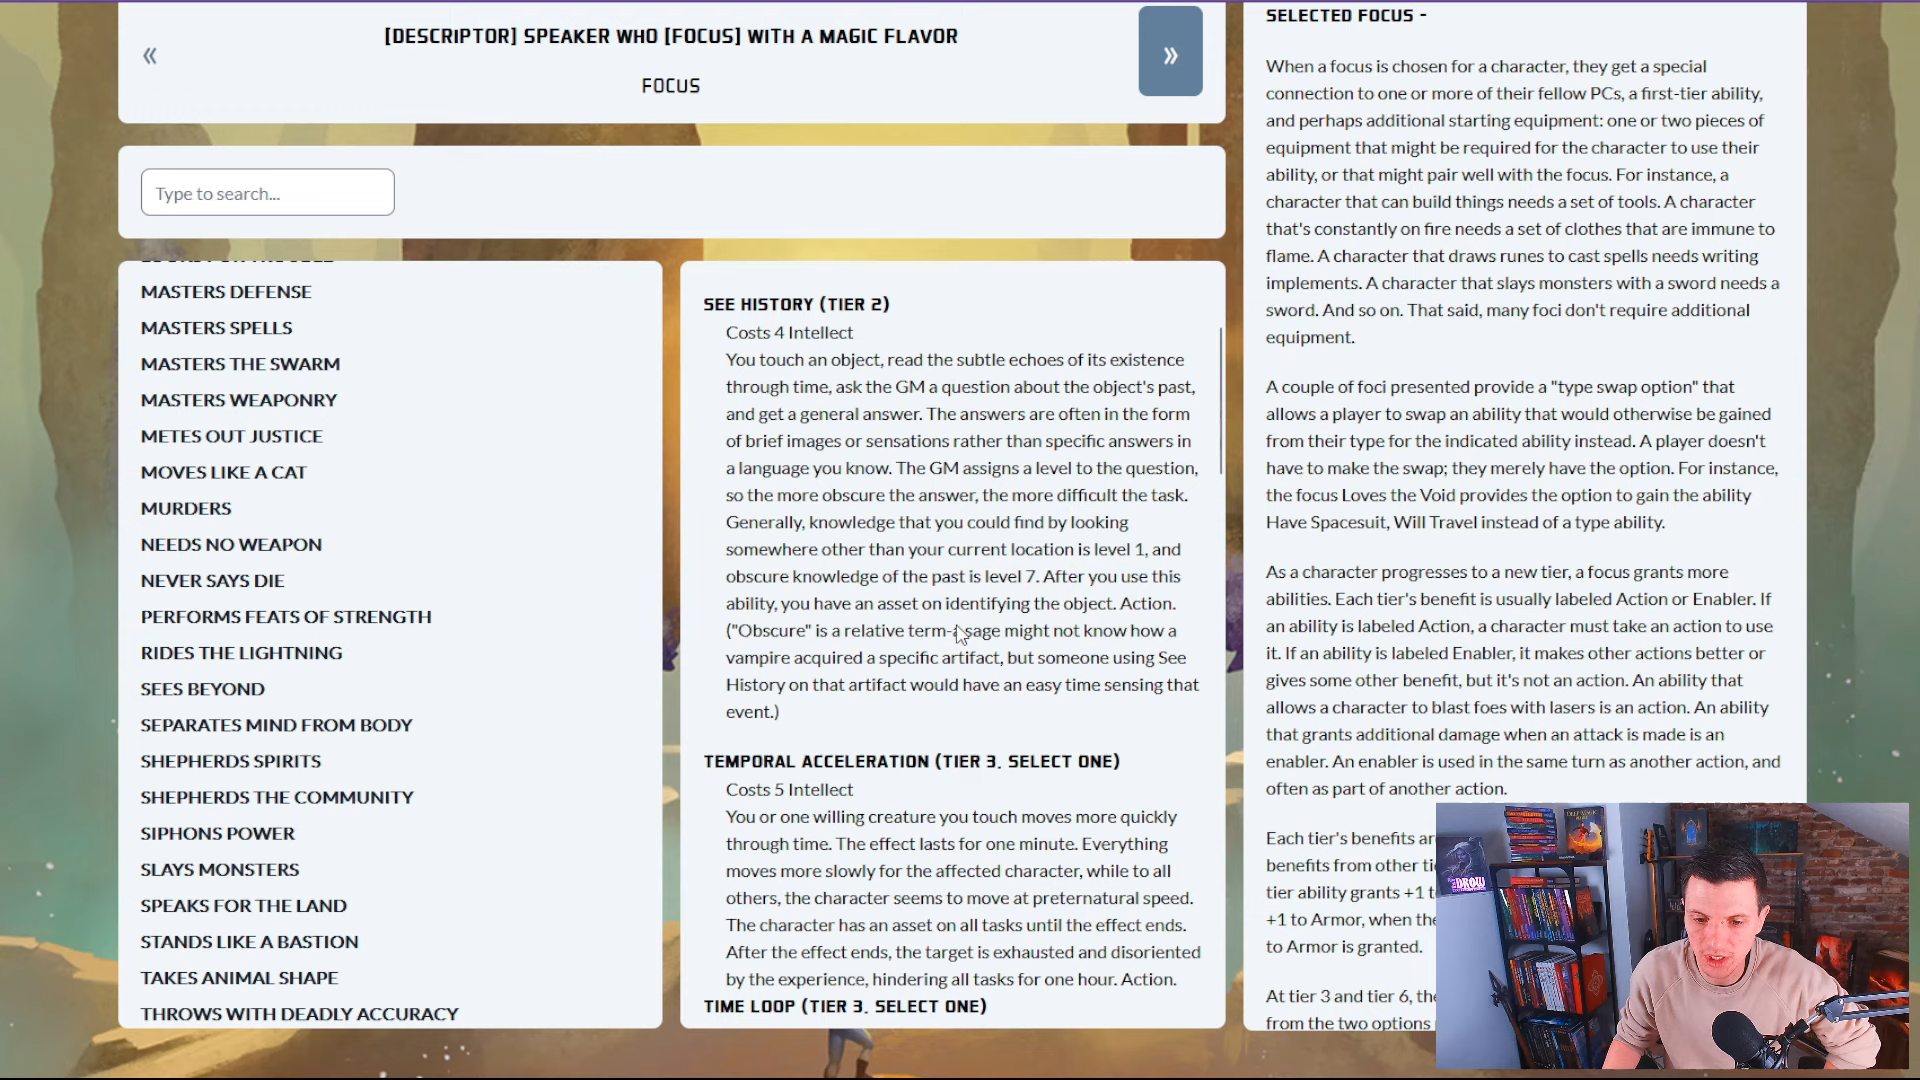 [DESCRIPTOR] SPEAKER WHO [FOCUS] WITH A MAGIC FLAVOR
«
»
FOCUS
Type to search...
MASTERS DEFENSE
MASTERS SPELLS
MASTERS THE SWARM
MASTERS WEAPONRY
METES OUT JUSTICE
MOVES LIKE A CAT
MURDERS
NEEDS NO WEAPON
NEVER SAYS DIE
PERFORMS FEATS OF STRENGTH
RIDES THE LIGHTNING
SEES BEYOND
SEPARATES MIND FROM BODY
SHEPHERDS SPIRITS
SHEPHERDS THE COMMUNITY
SIPHONS POWER
SLAYS MONSTERS
SPEAKS FOR THE LAND
STANDS LIKE A BASTION
TAKES ANIMAL SHAPE
THROWS WITH DEADLY ACCURACY
SEE HISTORY (TIER 2)
Costs 4 Intellect
You touch an object, read the subtle echoes of its existence
through time, ask the GM a question about the object's past,
and get a general answer. The answers are often in the form
of brief images or sensations rather than specific answers in
a language you know. The GM assigns a level to the question,
so the more obscure the answer, the more difficult the task.
Generally, knowledge that you could find by looking
somewhere other than your current location is level 1, and
obscure knowledge of the past is level 7. After you use this
ability, you have an asset on identifying the object. Action.
("Obscure" is a relative term-a sage might not know how a
vampire acquired a specific artifact, but someone using See
History on that artifact would have an easy time sensing that
event.)
TEMPORAL ACCELERATION (TIER 3, SELECT ONE)
Costs 5 Intellect
You or one willing creature you touch moves more quickly
through time. The effect lasts for one minute. Everything
moves more slowly for the affected character, while to all
others, the character seems to move at preternatural speed.
The character has an asset on all tasks until the effect ends.
After the effect ends, the target is exhausted and disoriented
by the experience, hindering all tasks for one hour. Action.
TIME LOOP (TIER 3, SELECT ONE)
SELECTED FOCUS -
When a focus is chosen for a character, they get a special
connection to one or more of their fellow PCs, a first-tier ability,
and perhaps additional starting equipment: one or two pieces of
equipment that might be required for the character to use their
ability, or that might pair well with the focus. For instance, a
character that can build things needs a set of tools. A character
that's constantly on fire needs a set of clothes that are immune to
flame. A character that draws runes to cast spells needs writing
implements. A character that slays monsters with a sword needs a
sword. And so on. That said, many foci don't require additional
equipment.
A couple of foci presented provide a "type swap option" that
allows a player to swap an ability that would otherwise be gained
from their type for the indicated ability instead. A player doesn't
have to make the swap; they merely have the option. For instance,
the focus Loves the Void provides the option to gain the ability
Have Spacesuit, Will Travel instead of a type ability.
As a character progresses to a new tier, a focus grants more
abilities. Each tier's benefit is usually labeled Action or Enabler. If
an ability is labeled Action, a character must take an action to use
it. If an ability is labeled Enabler, it makes other actions better or
gives some other benefit, but it's not an action. An ability that
allows a character to blast foes with lasers is an action. An ability
that grants additional damage when an attack is made is an
enabler. An enabler is used in the same turn as another action, and
often as part of another action.
Each tier's benefits are
benefits from other
tier ability grants +1
+1 to Armor, when the
to Armor is granted.
At tier 3 and tier 6, the
from the two options
DROW